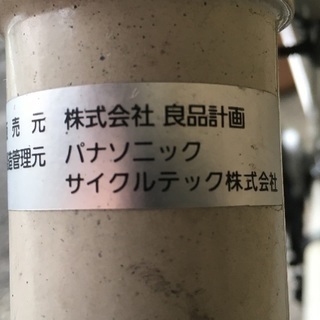 売元 株式会社 良品計画
造管理元 パナソニック
サイクルテック株式会社